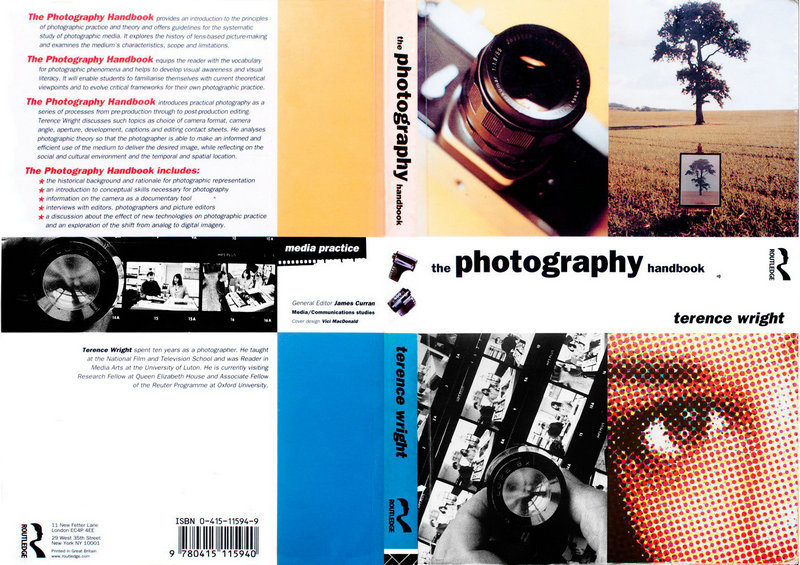 The Photography Handbook provides an introduction to the principles
of photographic practice and theory and offers guidelines for the systematic
study of photographic media. It explores the history of lens-based picture-making
and examines the medium's characteristics, scope and limitations.
The Photography Handbook equips the reader with the vocabulary
for photographic phenomena and helps to develop visual awareness and visual
literacy. It will enable students to familiarise themselves with current theoretical
viewpoints and to evolve critical frameworks for their own photographic practice.
The Photography Handbook introduces practical photography as a
series of processes from pre-production through to post-production editing.
Terence Wright discusses such topics as choice of camera format, camera
angle, aperture, development, captions and editing contact sheets. He analyses
photographic theory so that the photographer is able to make an informed and
efficient use of the medium to deliver the desired image, while reflecting on the
social and cultural environment and the temporal and spatial location.
The Photography Handbook includes:
★ the historical background and rationale for photographic representation
★ an introduction to conceptual skills necessary for photography
★ information on the camera as a documentary tool
★ interviews with editors, photographers and picture editors
★ a discussion about the effect of new technologies on photographic practice
and an exploration of the shift from analog to digital imagery.
14A
15
15A
16
16A
media practice
General Editor James Curran
Media/Communications studies
Cover design Vici MacDonald
Terence Wright spent ten years as a photographer. He taught
at the National Film and Television School and was Reader in
Media Arts at the University of Luton. He is currently visiting
Research Fellow at Queen Elizabeth House and Associate Fellow
of the Reuter Programme at Oxford University.
ROUTLEDGE
11 New Fetter Lane
London EC4P 4EE
29 West 35th Street
New York NY 10001
Printed in Great Britain
www.routledge.com
ISBN 0-415-11594-9
9 780415 115940
the photography handbook
terence wright
ROUTLEDGE
the photography handbook
ROUTLEDGE
terence wright